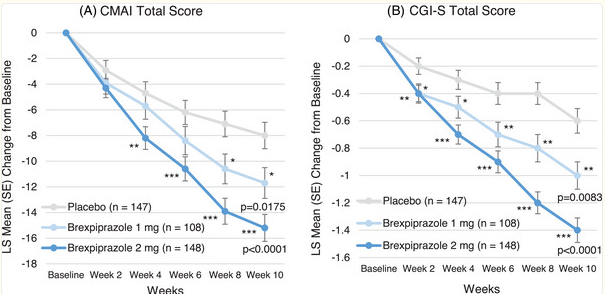 (A) CMAI Total Score
LS Mean (SE) Change from Baseline
0
-2
-4
-6
-8
-10
-12
-14
-16
-18
**
***
***
***
*
*
Placebo (n = 147)
p=0.0175
Brexpiprazole 1 mg (n = 108)
Brexpiprazole 2 mg (n = 148)
p<0.0001
Baseline Week 2 Week 4 Week 6 Week 8 Week 10
Weeks
(B) CGI-S Total Score
LS Mean (SE) Change from Baseline
0
-0.2
-0.4
-0.6
-0.8
-1
-1.2
-1.4
-1.6
**
*
*
***
**
***
**
***
**
***
p=0.0083
Placebo (n = 147)
Brexpiprazole 1 mg (n = 108)
Brexpiprazole 2 mg (n = 148)
p<0.0001
Baseline Week 2 Week 4 Week 6 Week 8 Week 10
Weeks